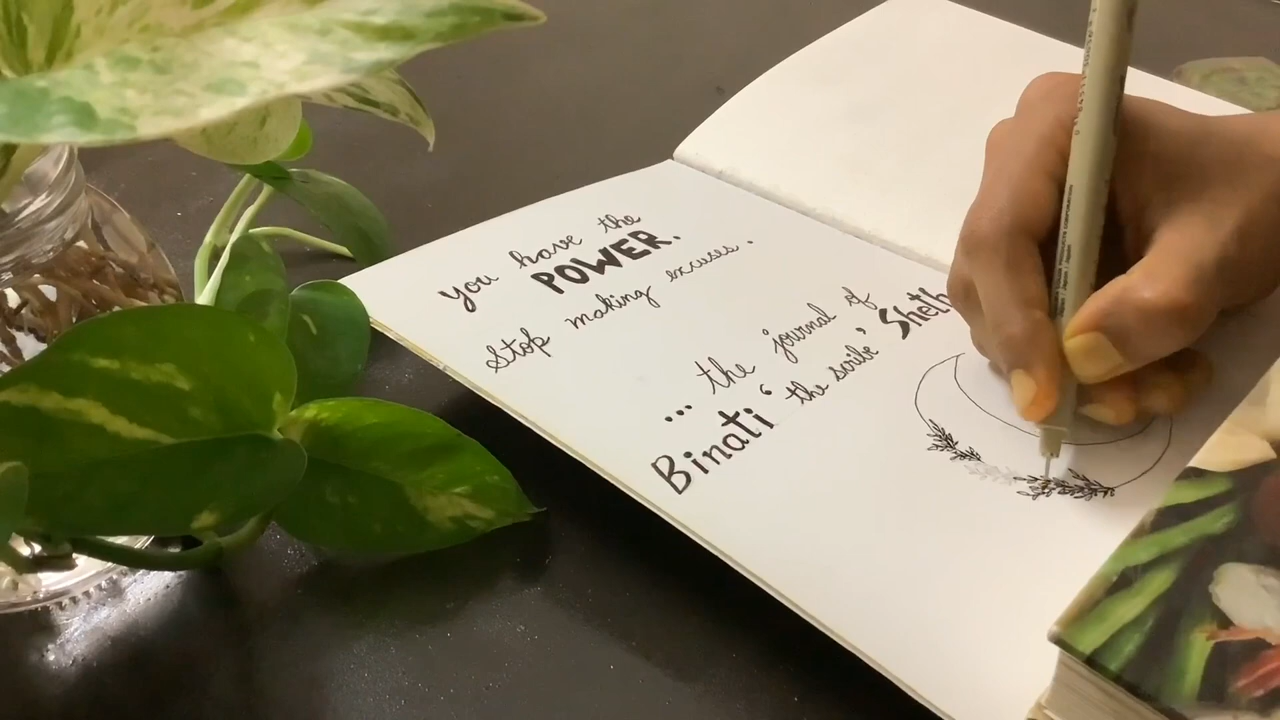 you have the
POWER.
Stop making excuses.
... the journal of
Binati ‘the scribe’ Sheth